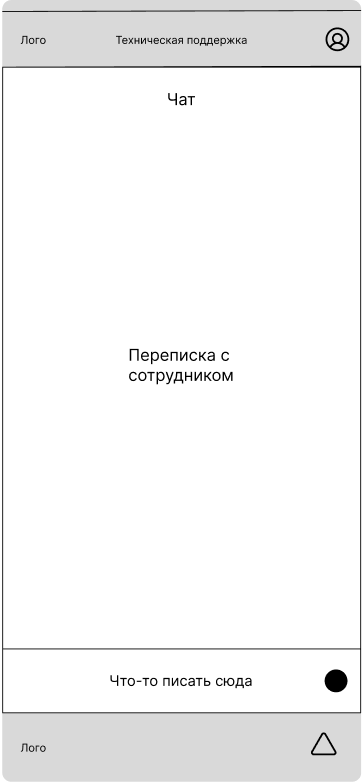 Лого
Техническая поддержка
Чат
Переписка с
сотрудником
Что-то писать сюда
Лого